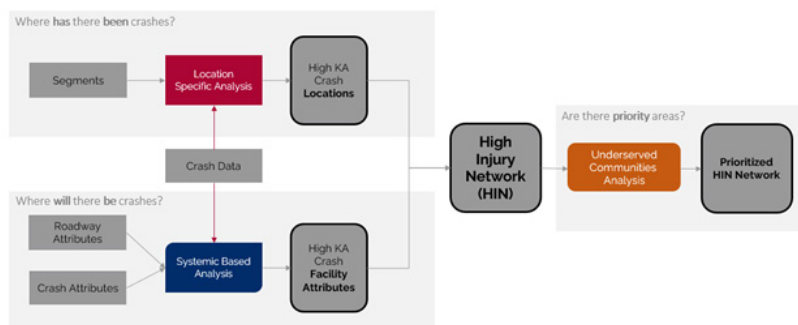 Where has there been crashes?
Segments
Location
Specific Analysis
High KA
Crash
Locations
Crash Data
Where will there be crashes?
Roadway
Attributes
Crash Attributes
Systemic Based
Analysis
High KA
Crash
Facility
Attributes
High
Injury
Network
(HIN)
Are there priority areas?
Underserved
Communities
Analysis
Prioritized
HIN Network